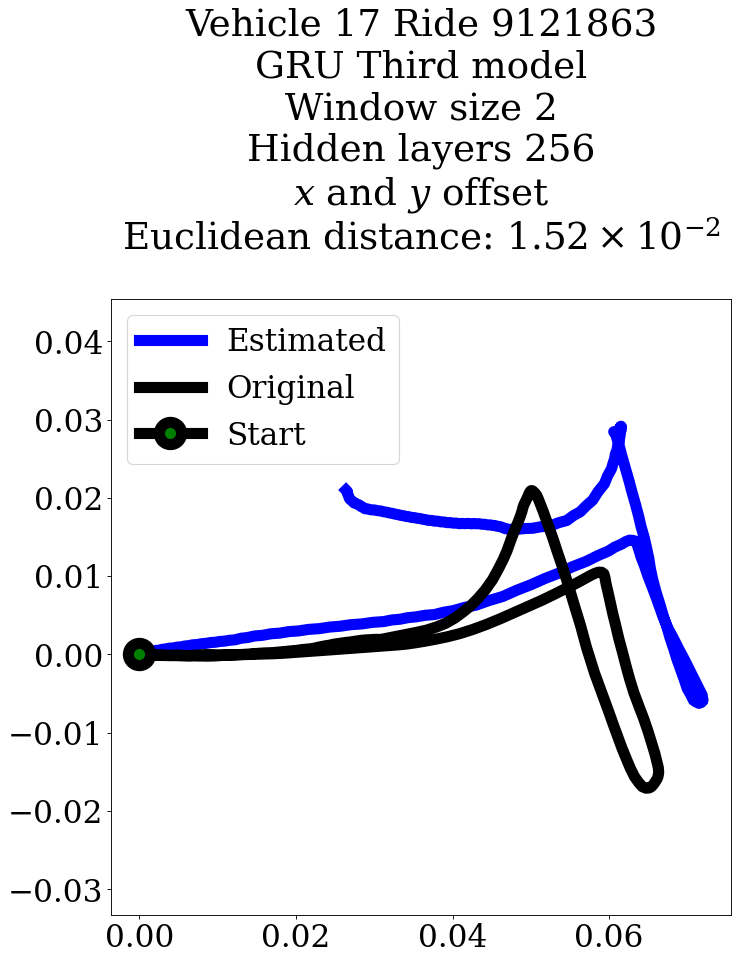 Vehicle 17 Ride 9121863
GRU Third model
Window size 2
Hidden layers 256
x and y offset
Euclidean distance: 1.52 × 10⁻²
Estimated
Original
Start
0.04
0.03
0.02
0.01
0.00
−0.01
−0.02
−0.03
0.00 0.02 0.04 0.06